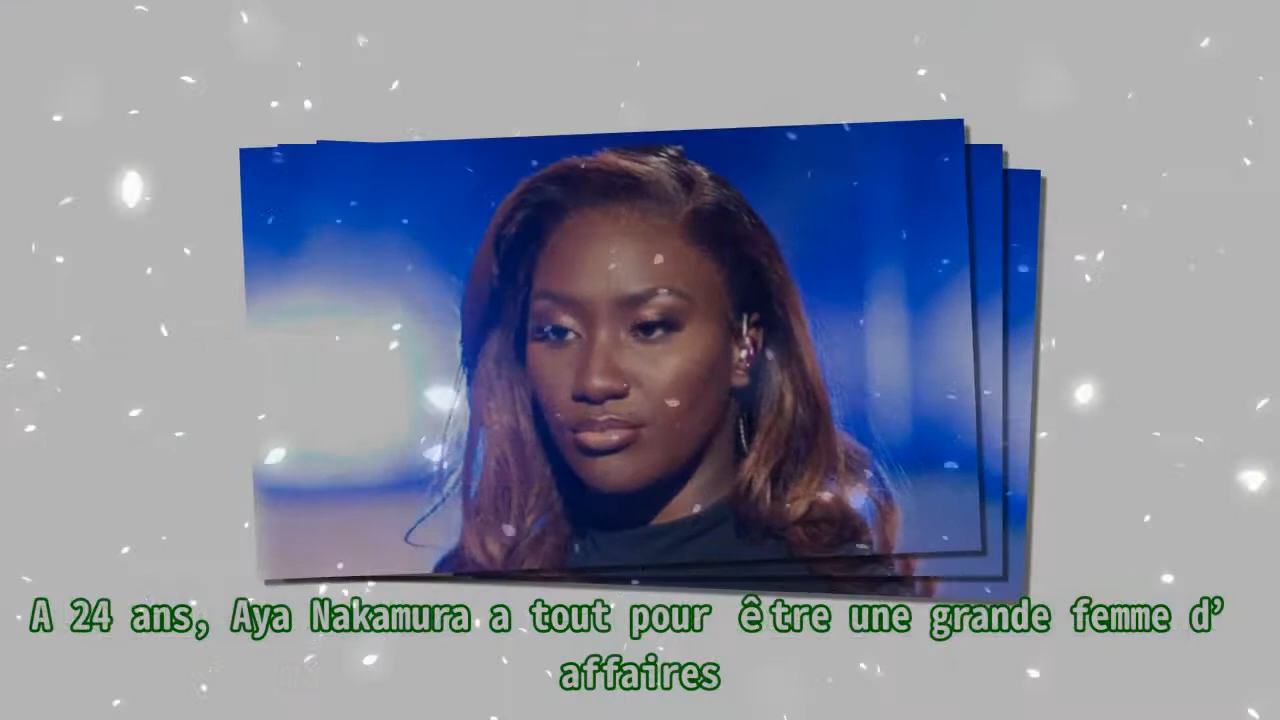 A 24 ans, Aya Nakamura a tout pour être une grande femme d’
affaires